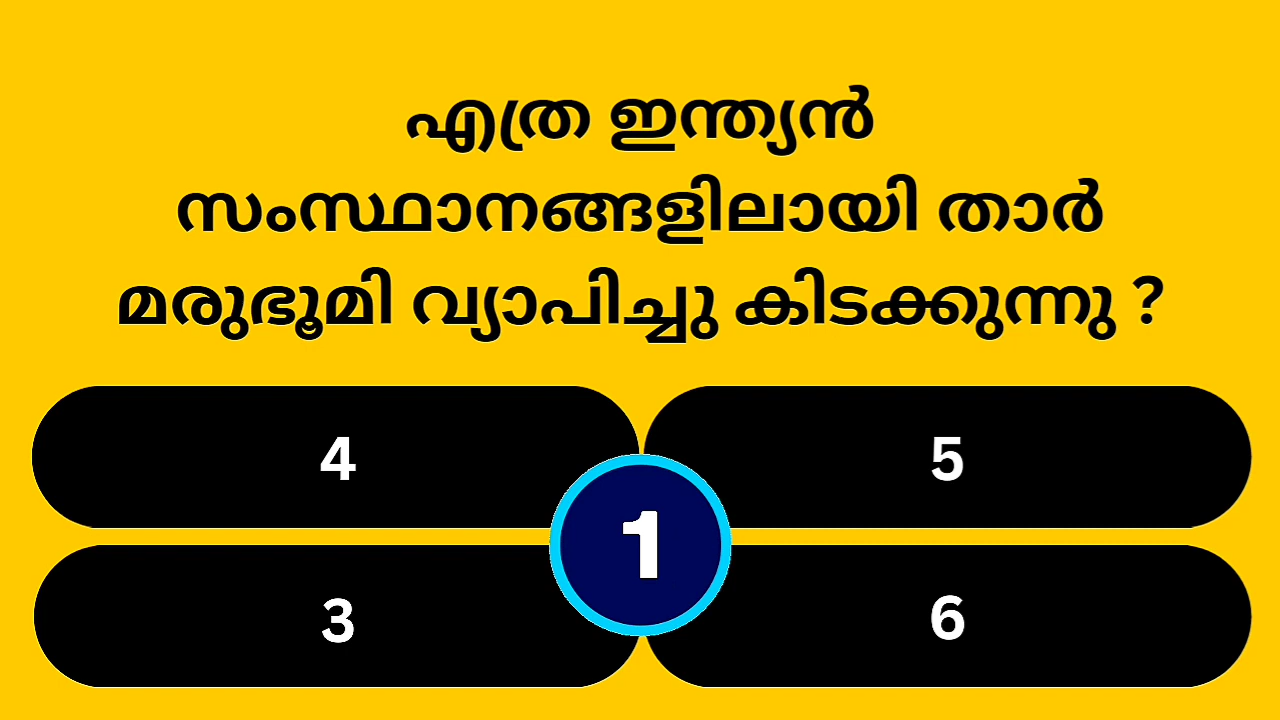 എത്ര ഇന്ത്യൻ
സംസ്ഥാനങ്ങളിലായി താർ
മരുഭൂമി വ്യാപിച്ചു കിടക്കുന്നു ?
4
5
1
3
6